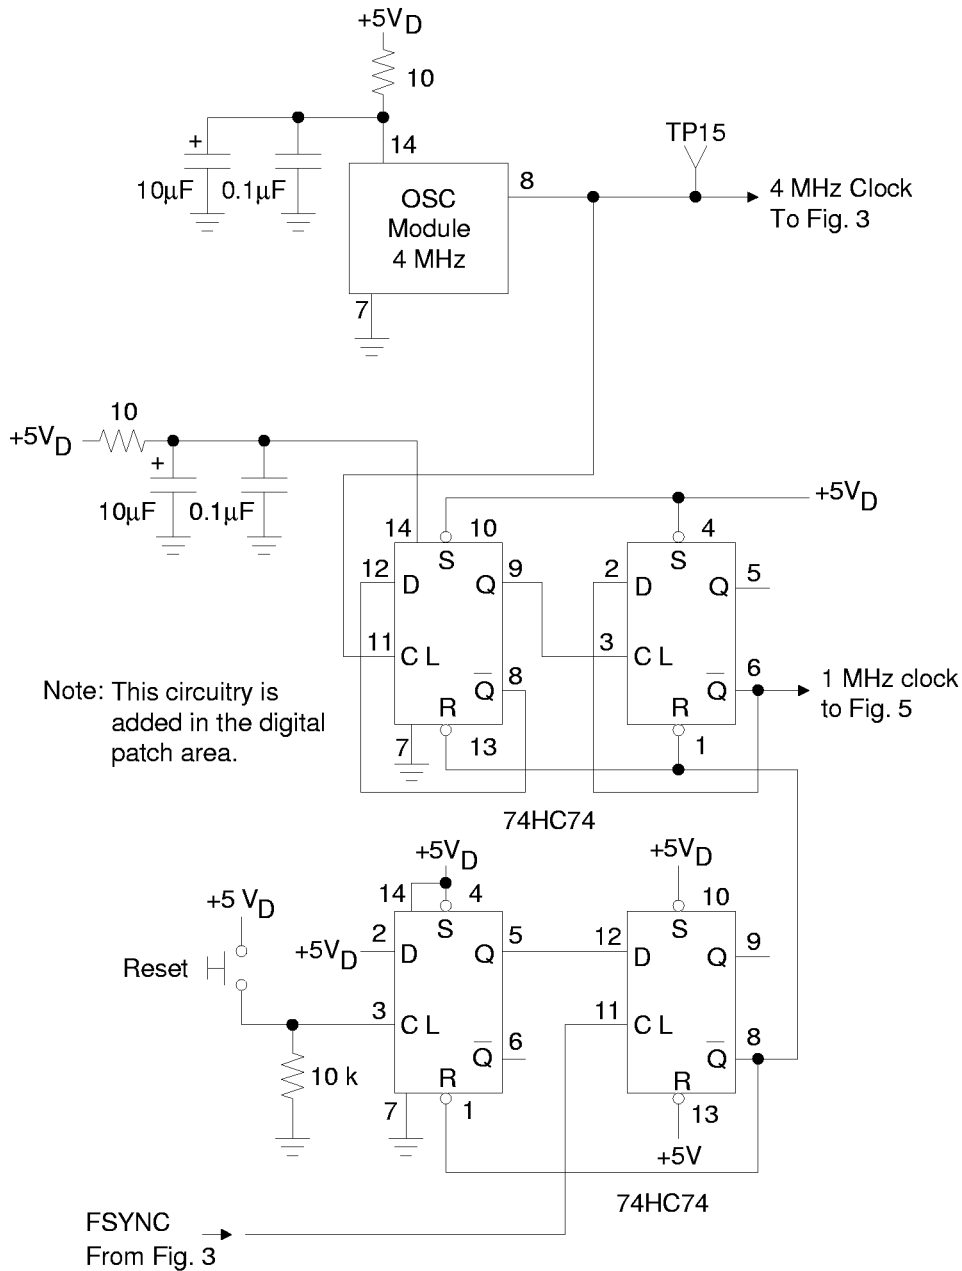 +5VD
10
14
+
10µF
0.1µF
OSC
Module
4 MHz
8
7
TP15
4 MHz Clock
To Fig. 3
10
+5VD
+
10µF
0.1µF
+5VD
14
10
4
S
S
12
D
Q
9
2
D
Q
5
11
CL
3
CL
Q
8
Q
6
1 MHz clock
to Fig. 5
R
R
7
13
1
Note: This circuitry is
added in the digital
patch area.
74HC74
+5VD
+5VD
14
4
10
+5 VD
S
S
Reset
+5VD
2
D
Q
5
12
D
Q
9
3
CL
11
CL
Q
6
Q
8
10 k
R
R
7
1
13
+5V
74HC74
FSYNC
From Fig. 3